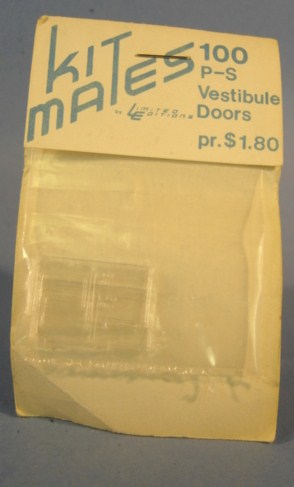 KIT
MATES
100
P-S
Vestibule
Doors
pr. $1.80